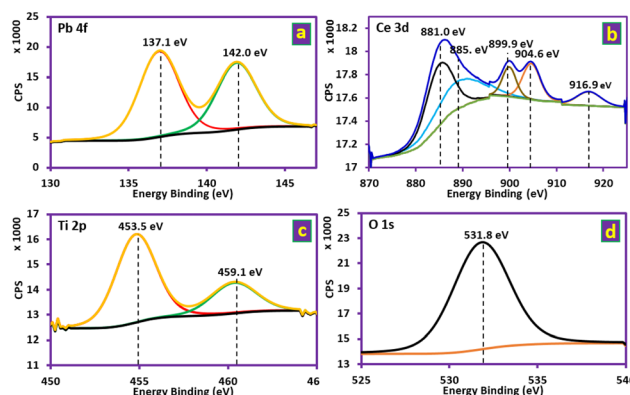 Pb 4f
a
137.1 eV
142.0 eV
x 1000
CPS
25
20
15
10
5
0
130
135
140
145
Energy Binding (eV)
Ce 3d
b
881.0 eV
885. eV
899.9 eV
904.6 eV
916.9 eV
x 1000
CPS
18.2
18
17.8
17.6
17.4
17.2
17
870
880
890
900
910
920
Energy Binding (eV)
Ti 2p
c
453.5 eV
459.1 eV
x 1000
CPS
17
16
15
14
13
12
11
450
455
460
46
Energy Binding (eV)
O 1s
d
531.8 eV
x 1000
CPS
25
23
21
19
17
15
13
525
530
535
540
Energy Binding (eV)